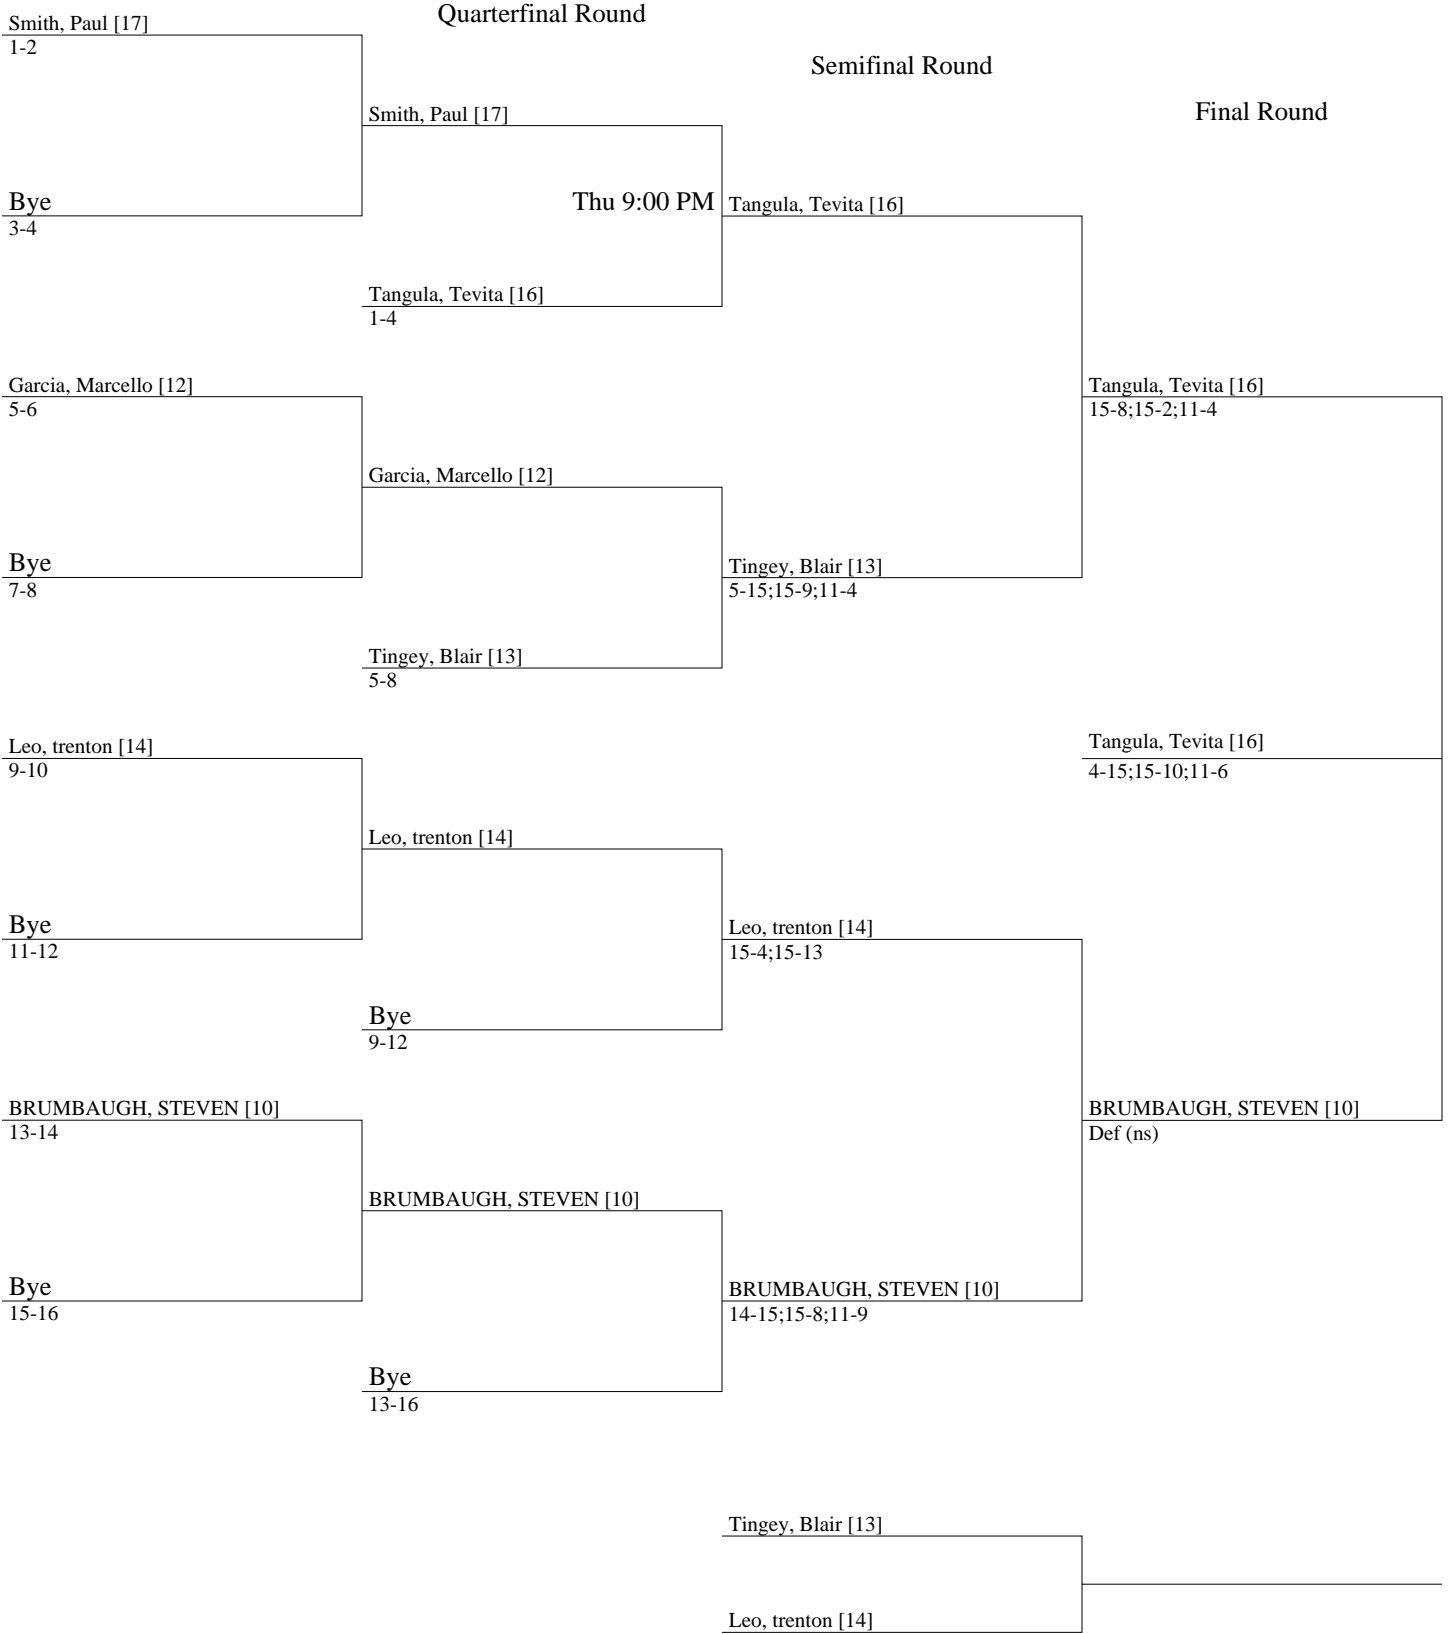 Quarterfinal Round
Smith, Paul [17]
1-2
Semifinal Round
Smith, Paul [17]
Final Round
Bye
3-4
Thu 9:00 PM
Tangula, Tevita [16]
Tangula, Tevita [16]
1-4
Garcia, Marcello [12]
5-6
Tangula, Tevita [16]
15-8;15-2;11-4
Garcia, Marcello [12]
Bye
7-8
Tingey, Blair [13]
5-15;15-9;11-4
Tingey, Blair [13]
5-8
Leo, trenton [14]
9-10
Tangula, Tevita [16]
4-15;15-10;11-6
Leo, trenton [14]
Bye
11-12
Leo, trenton [14]
15-4;15-13
Bye
9-12
BRUMBAUGH, STEVEN [10]
13-14
BRUMBAUGH, STEVEN [10]
Def (ns)
BRUMBAUGH, STEVEN [10]
Bye
15-16
BRUMBAUGH, STEVEN [10]
14-15;15-8;11-9
Bye
13-16
Tingey, Blair [13]
Leo, trenton [14]